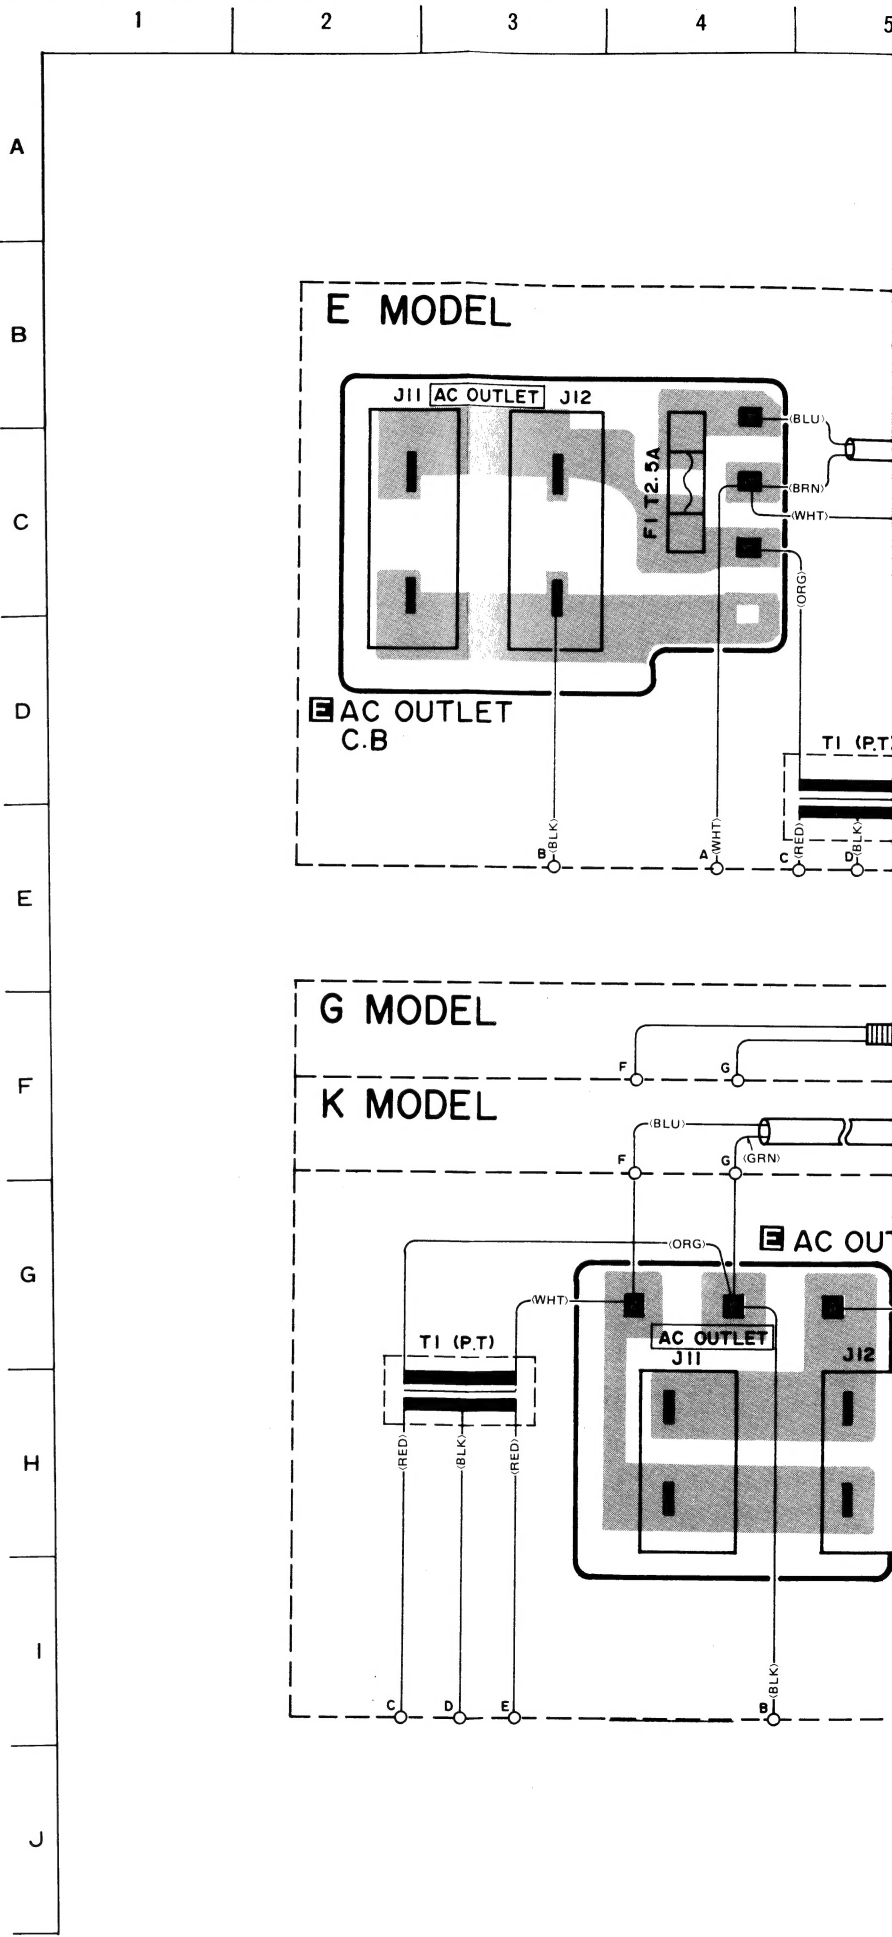 1 2 3 4 5
A
B
C
D
E
F
G
H
I
J
E MODEL
J11 AC OUTLET J12
F1 T2.5A
(BLU)
(BRN)
(WHT)
(ORG)
E AC OUTLET
C.B
T1 (P.T)
B (BLK)
A (WHT)
C (RED)
D (BLK)
G MODEL
F G
K MODEL
(BLU)
F G (GRN)
(ORG)
E AC OUT
(WHT)
T1 (P.T)
AC OUTLET
J11 J12
(RED) (BLK) (RED)
(BLK)
C D E B